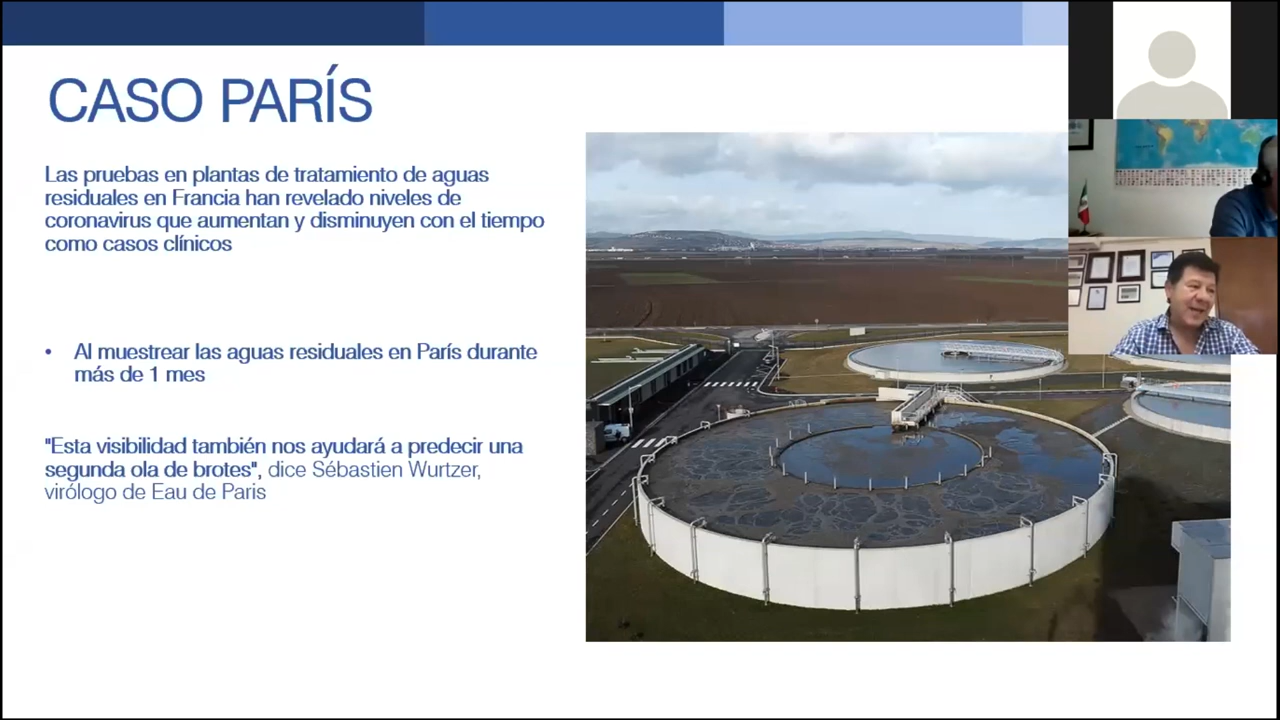 CASO PARÍS
Las pruebas en plantas de tratamiento de aguas
residuales en Francia han revelado niveles de
coronavirus que aumentan y disminuyen con el tiempo
como casos clínicos
• Al muestrear las aguas residuales en París durante
más de 1 mes
"Esta visibilidad también nos ayudará a predecir una
segunda ola de brotes", dice Sébastien Wurtzer,
virólogo de Eau de Paris